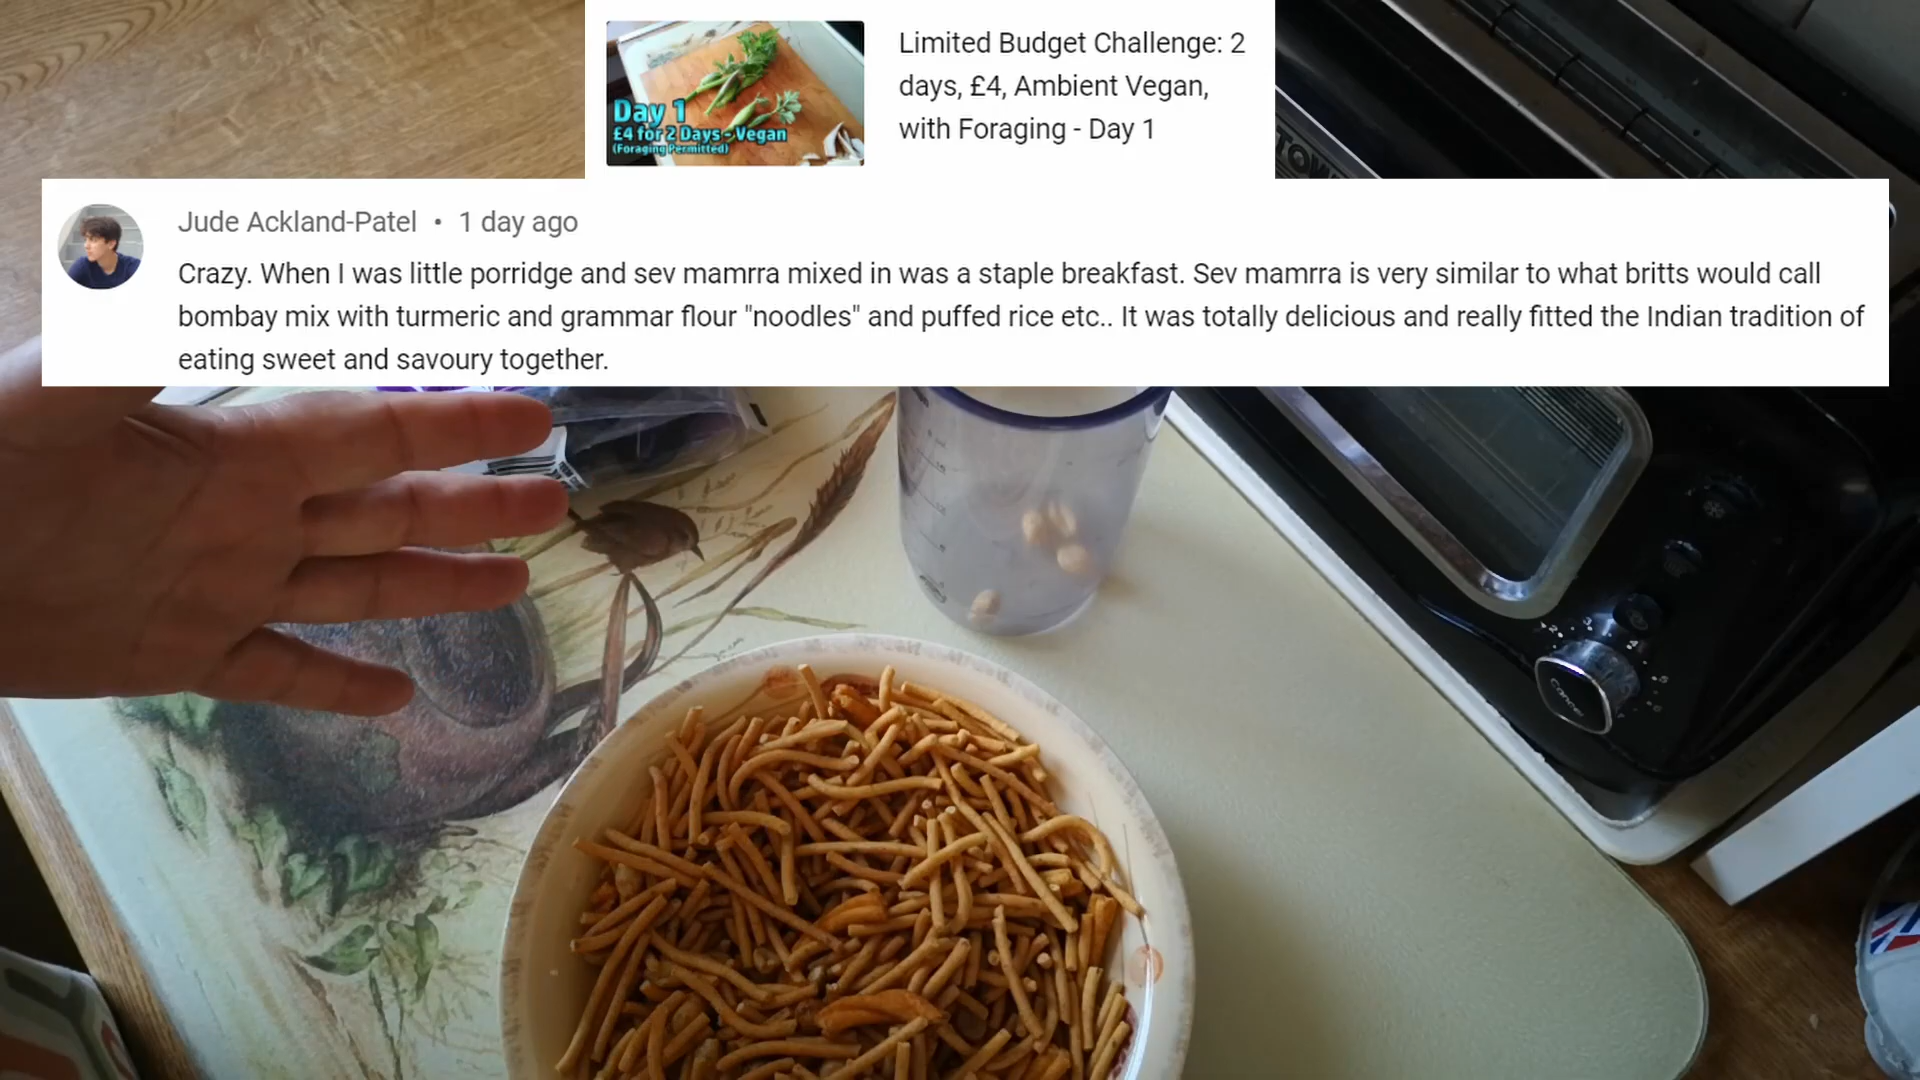 Limited Budget Challenge: 2
days, £4, Ambient Vegan,
with Foraging - Day 1
Day 1
£4 for 2 Days - Vegan
(Foraging Permitted)
Jude Ackland-Patel • 1 day ago
Crazy. When I was little porridge and sev mamrra mixed in was a staple breakfast. Sev mamrra is very similar to what britts would call
bombay mix with turmeric and grammar flour "noodles" and puffed rice etc.. It was totally delicious and really fitted the Indian tradition of
eating sweet and savoury together.
Cancel